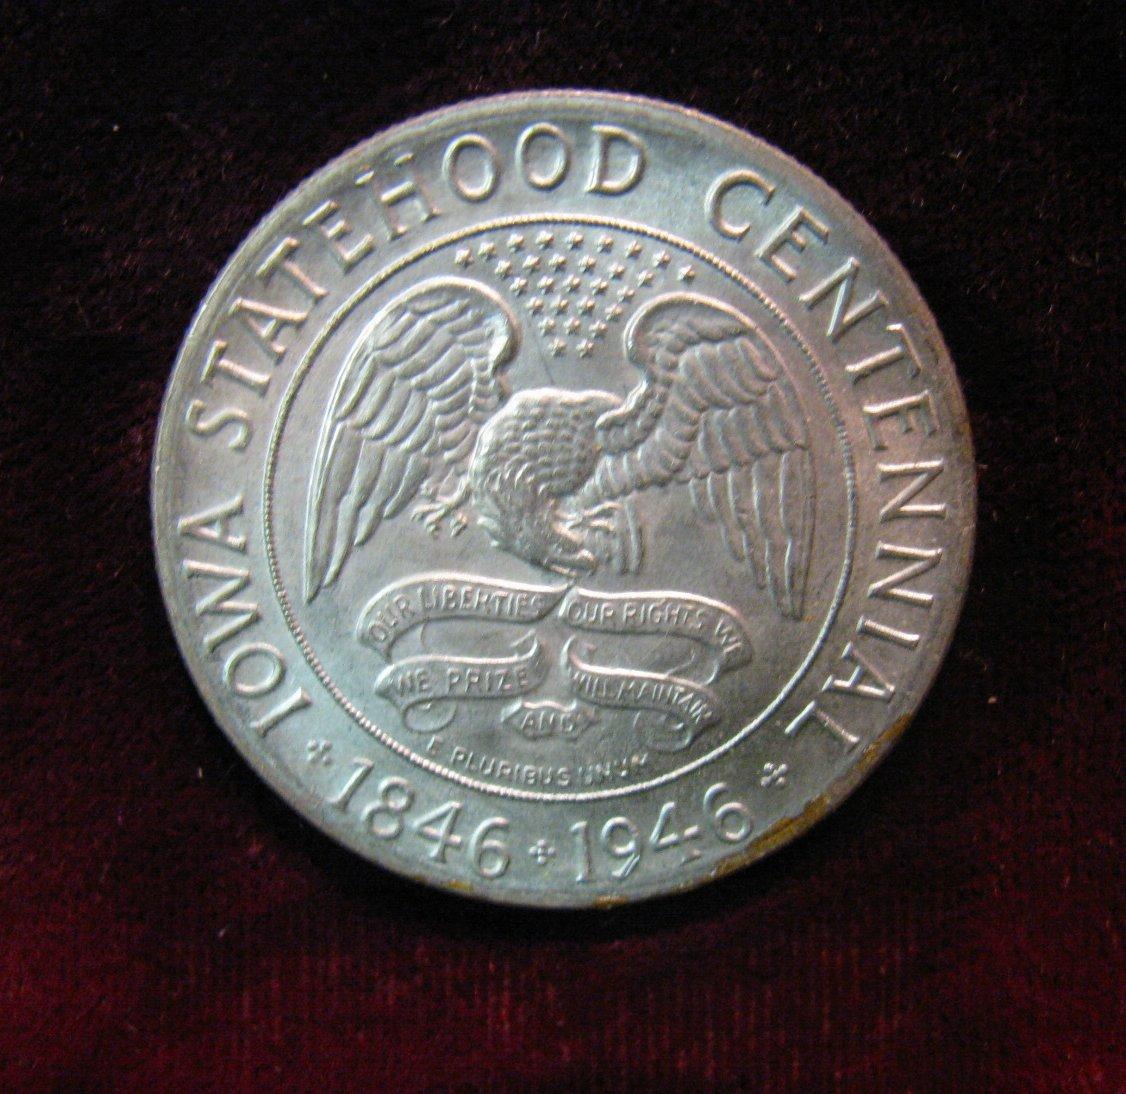 IOWA STATEHOOD CENTENNIAL
OUR LIBERTIES OUR RIGHTS WE
WE PRIZE WILL MAINTAIN
AND
E PLURIBUS UNUM
1846 1946